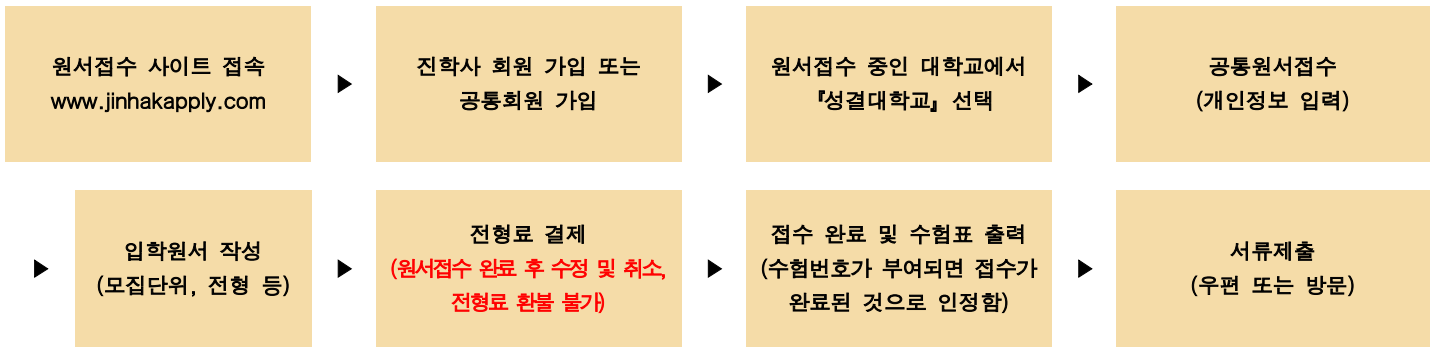 원서접수 사이트 접속
www.jinhakapply.com
▶
진학사 회원 가입 또는
공통회원 가입
▶
원서접수 중인 대학교에서
『성결대학교』 선택
▶
공통원서접수
(개인정보 입력)
▶
입학원서 작성
(모집단위, 전형 등)
▶
전형료 결제
(원서접수 완료 후 수정 및 취소,
전형료 환불 불가)
▶
접수 완료 및 수험표 출력
(수험번호가 부여되면 접수가
완료된 것으로 인정함)
▶
서류제출
(우편 또는 방문)